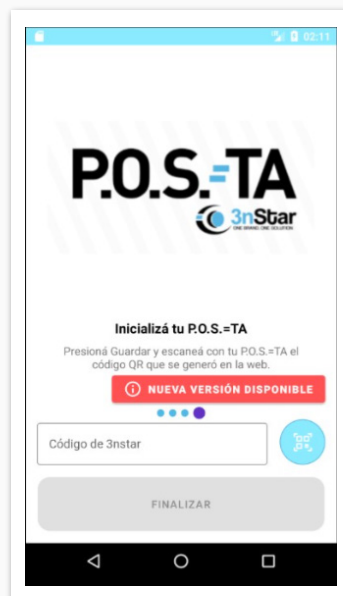 02:11
P.O.S.=TA
3nStar
ONE BRAND. ONE SOLUTION
Inicializá tu P.O.S.=TA
Presioná Guardar y escaneá con tu P.O.S.=TA el
código QR que se generó en la web.
NUEVA VERSIÓN DISPONIBLE
Código de 3nstar
FINALIZAR